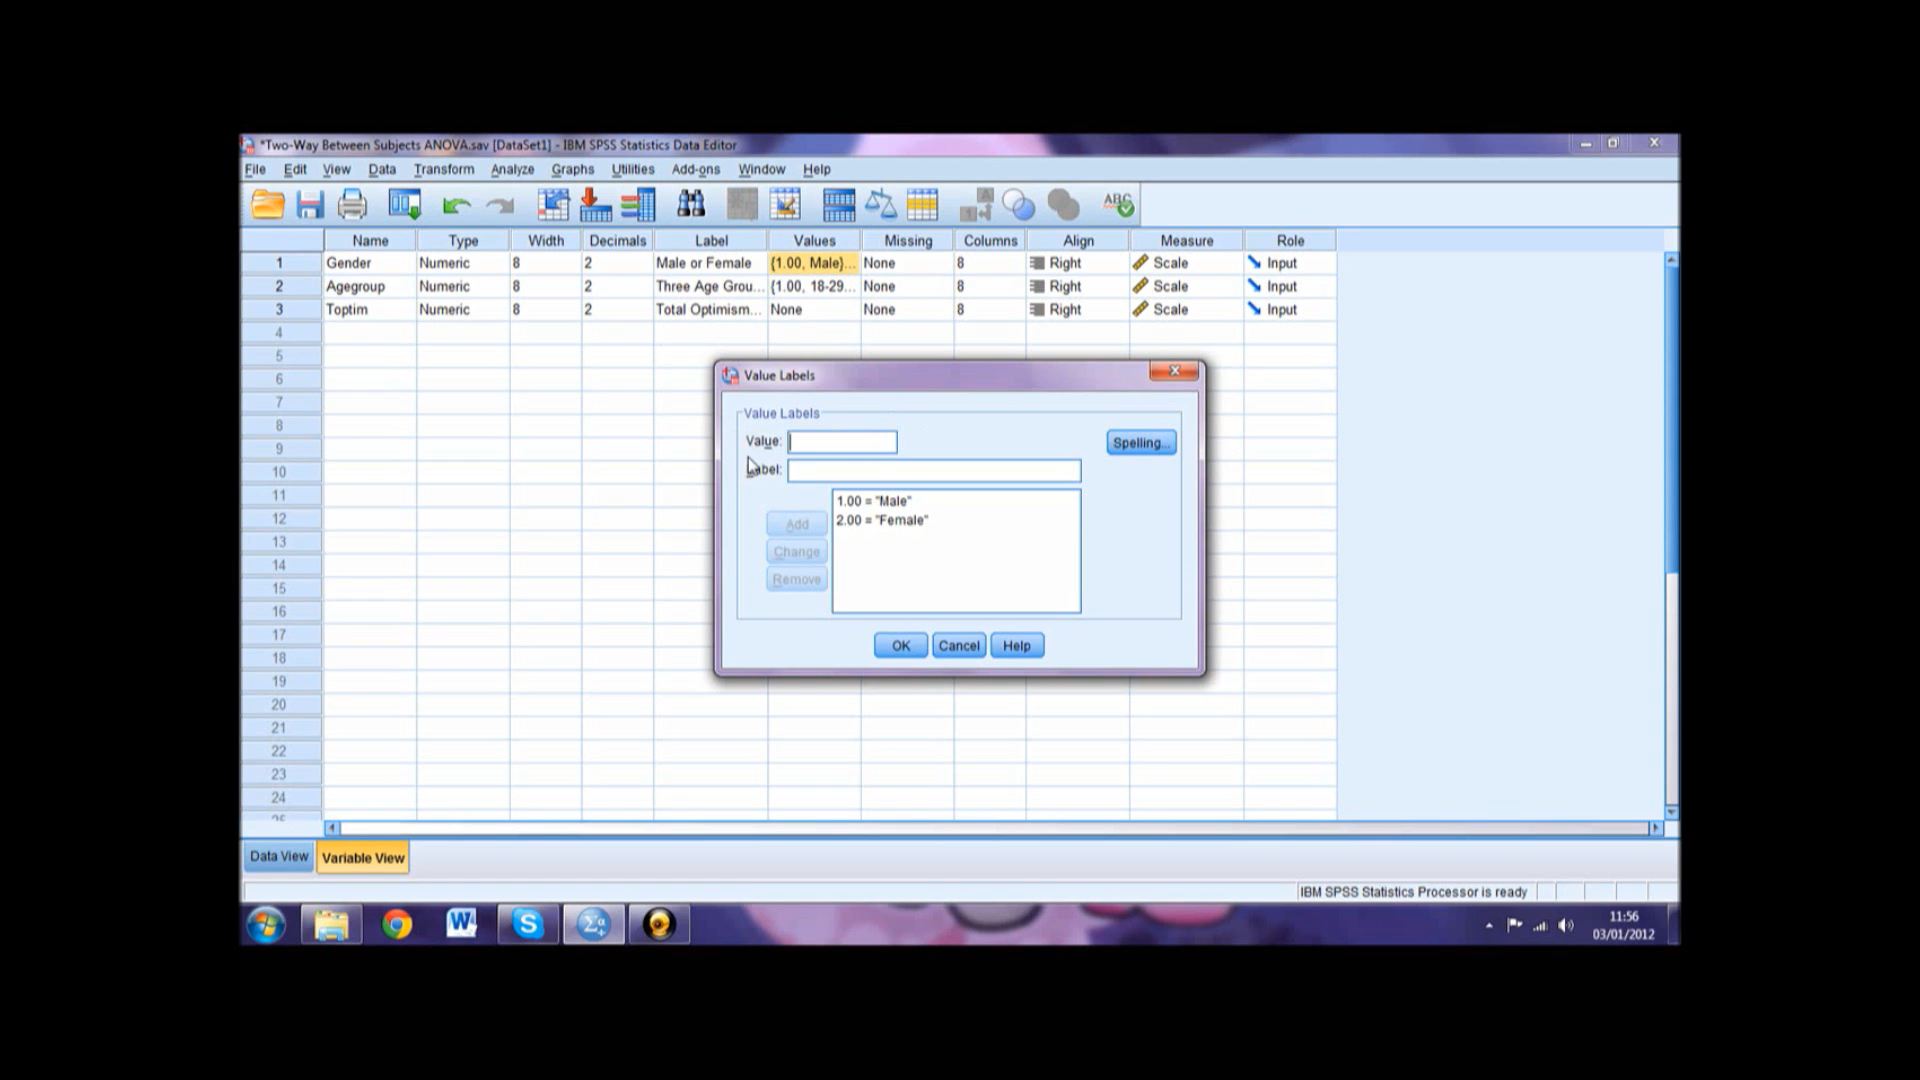 *Two-Way Between Subjects ANOVA.sav [DataSet1] - IBM SPSS Statistics Data Editor
File Edit View Data Transform Analyze Graphs Utilities Add-ons Window Help
ABC
Name Type Width Decimals Label Values Missing Columns Align Measure Role
1 Gender Numeric 8 2 Male or Female {1.00, Male}... None 8 Right Scale Input
2 Agegroup Numeric 8 2 Three Age Grou... {1.00, 18-29... None 8 Right Scale Input
3 Toptim Numeric 8 2 Total Optimism... None None 8 Right Scale Input
4
5
6
7
8
9
10
11
12
13
14
15
16
17
18
19
20
21
22
23
24
25
Value Labels
Value Labels
Value:
Spelling...
Label:
1.00 = "Male"
2.00 = "Female"
Add
Change
Remove
OK Cancel Help
Data View Variable View
IBM SPSS Statistics Processor is ready
11:56
03/01/2012